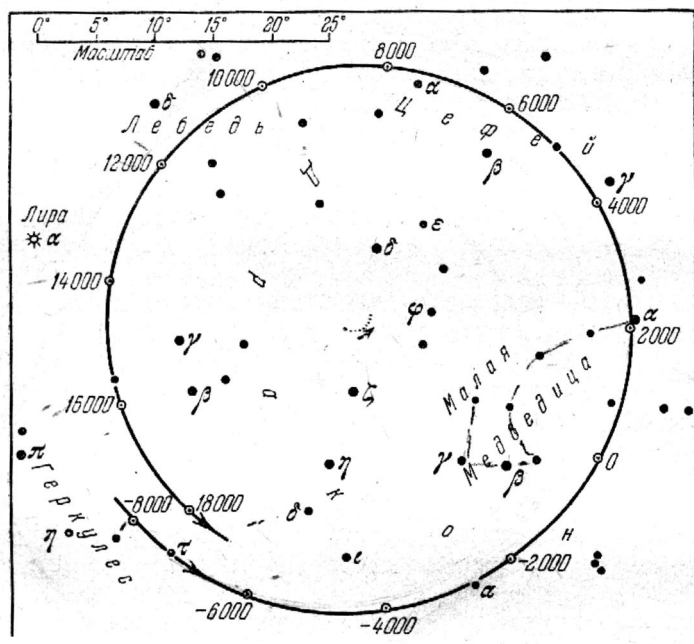 0° 5° 10° 15° 20° 25°
Масштаб
8000
10000
α
6000
δ
Лебедь
Цефей
12000
β
γ
4000
Лира
α
ε
δ
14000
φ
α
2000
γ
Малая
Медведица
β
ζ
16000
π
η
γ
β
0
Геркулес
-8000
18000
δ
Дракон
η
τ
ι
-2000
α
-6000
-4000